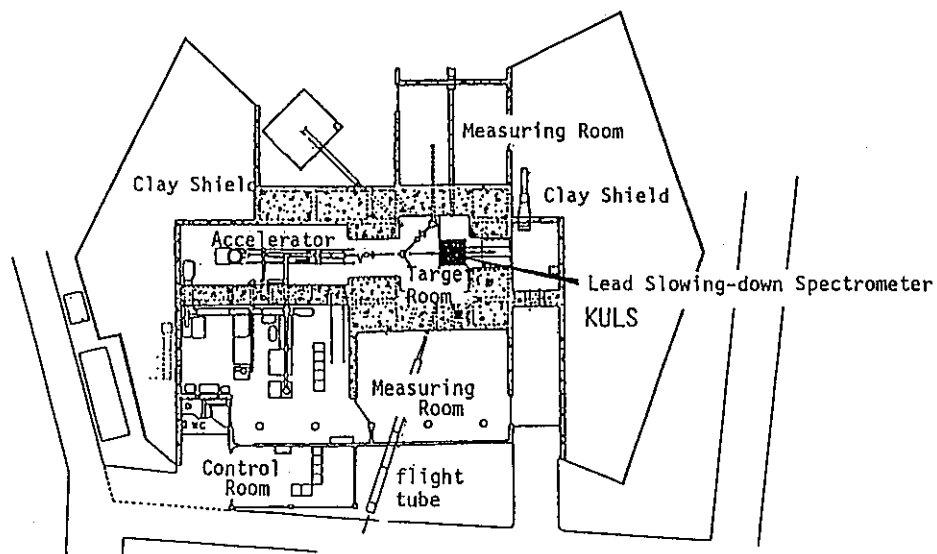 Measuring Room
Clay Shield
Clay Shield
Accelerator
Target
Room
Lead Slowing-down Spectrometer
KULS
Measuring
Room
WC
Control
Room
flight
tube